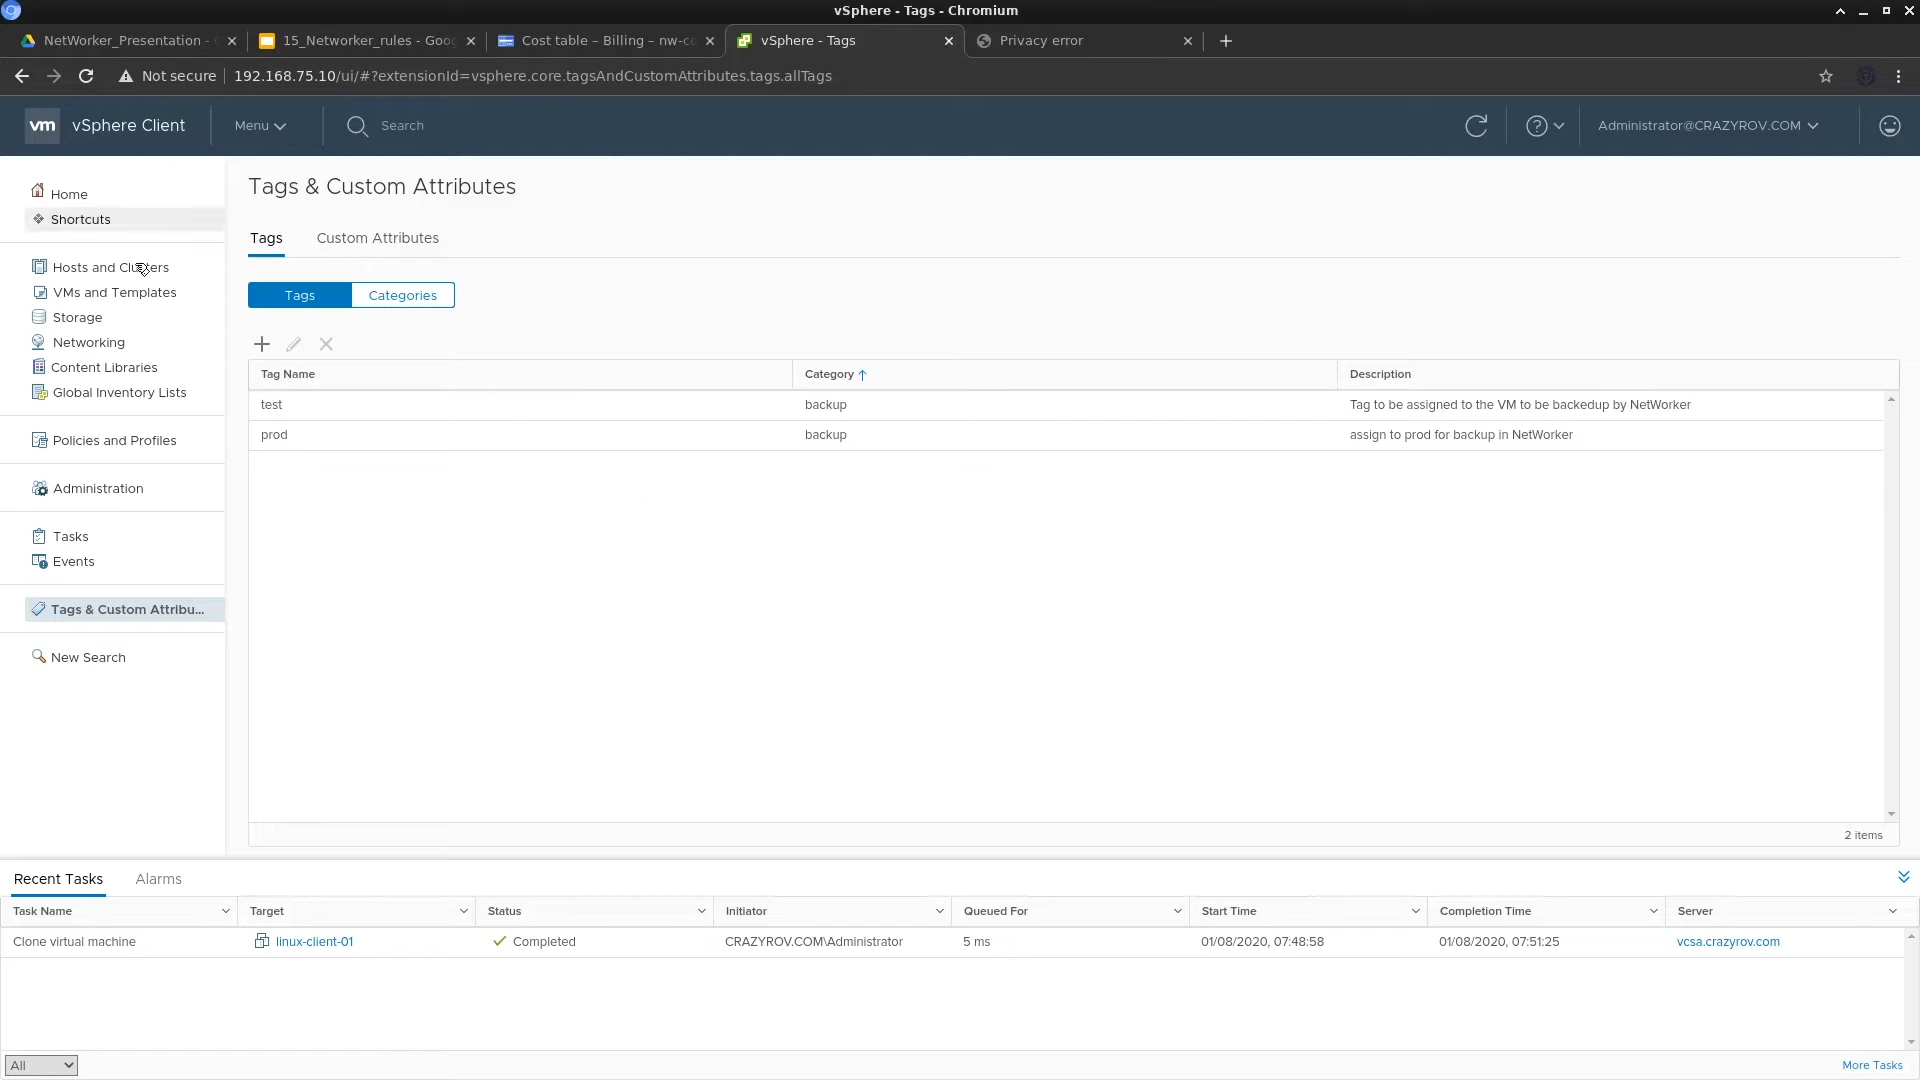 vSphere - Tags - Chromium
NetWorker_Presentation -
15_Networker_rules - Goo
Cost table – Billing – nw-c
vSphere - Tags
Privacy error
Not secure
192.168.75.10/ui/#?extensionId=vsphere.core.tagsAndCustomAttributes.tags.allTags
vm
vSphere Client
Menu
Search
Administrator@CRAZYROV.COM
Home
Shortcuts
Hosts and Clusters
VMs and Templates
Storage
Networking
Content Libraries
Global Inventory Lists
Policies and Profiles
Administration
Tasks
Events
Tags & Custom Attribu...
New Search
Tags & Custom Attributes
Tags Custom Attributes
Tags Categories
Tag Name Category Description
test backup Tag to be assigned to the VM to be backedup by NetWorker
prod backup assign to prod for backup in NetWorker
2 items
Recent Tasks Alarms
Task Name Target Status Initiator Queued For Start Time Completion Time Server
Clone virtual machine linux-client-01 Completed CRAZYROV.COM\Administrator 5 ms 01/08/2020, 07:48:58 01/08/2020, 07:51:25 vcsa.crazyrov.com
All
More Tasks